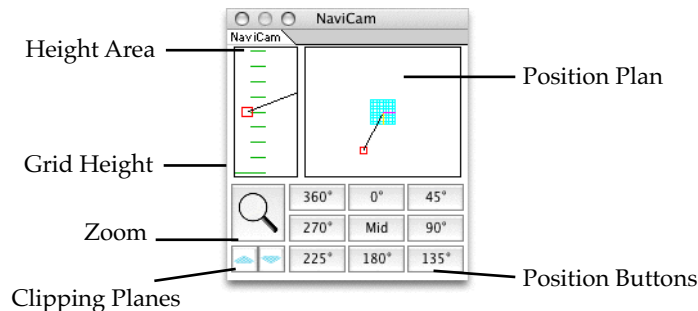 NaviCam
NaviCam
Height Area
Position Plan
Grid Height
360° 0° 45°
Zoom
270° Mid 90°
225° 180° 135°
Position Buttons
Clipping Planes